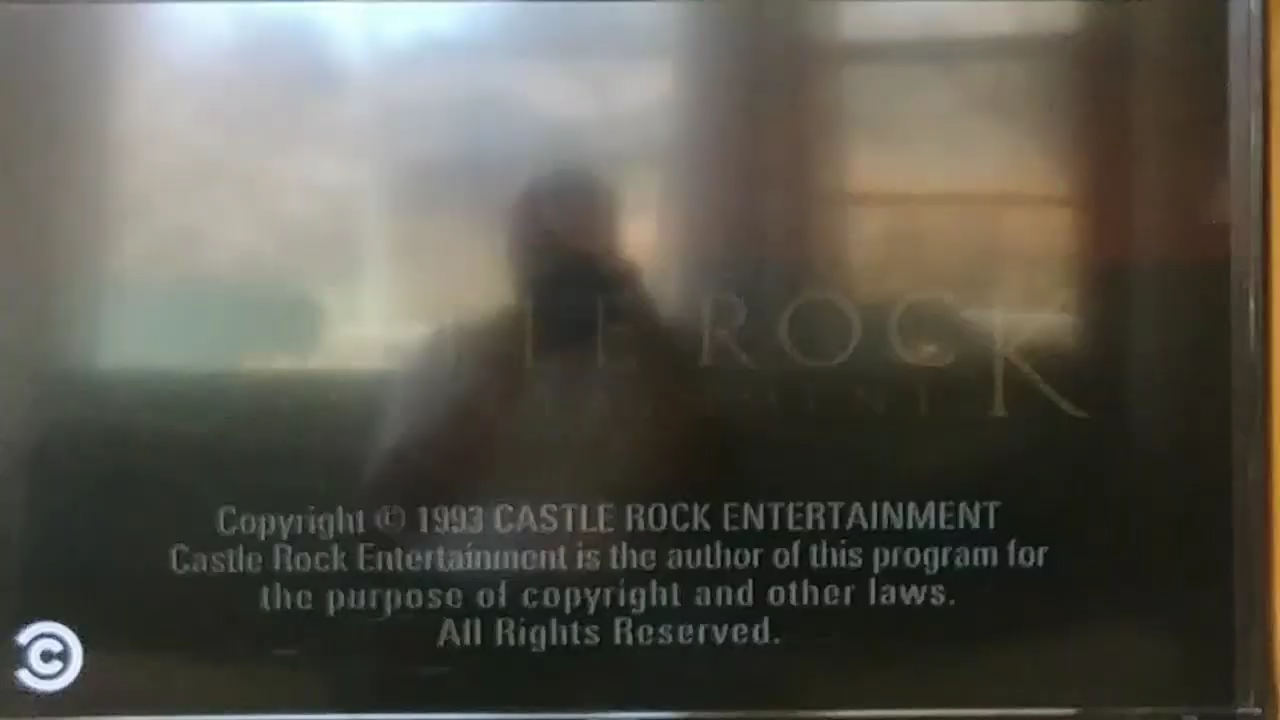 LE ROCK
Copyright © 1993 CASTLE ROCK ENTERTAINMENT
Castle Rock Entertainment is the author of this program for
the purpose of copyright and other laws.
All Rights Reserved.